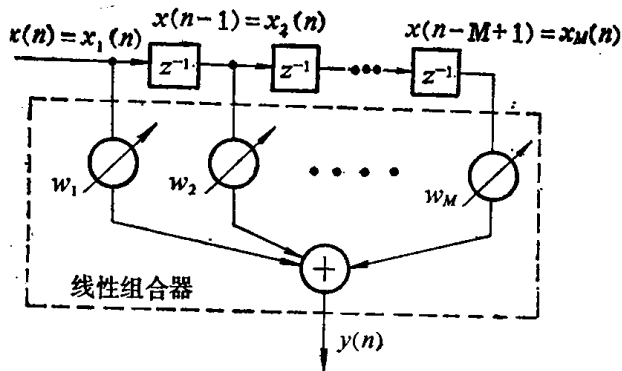 x(n)=x₁(n)
x(n-1)=x₂(n)
x(n-M+1)=x_M(n)
z⁻¹
z⁻¹
z⁻¹
w₁
w₂
w_M
+
线性组合器
y(n)